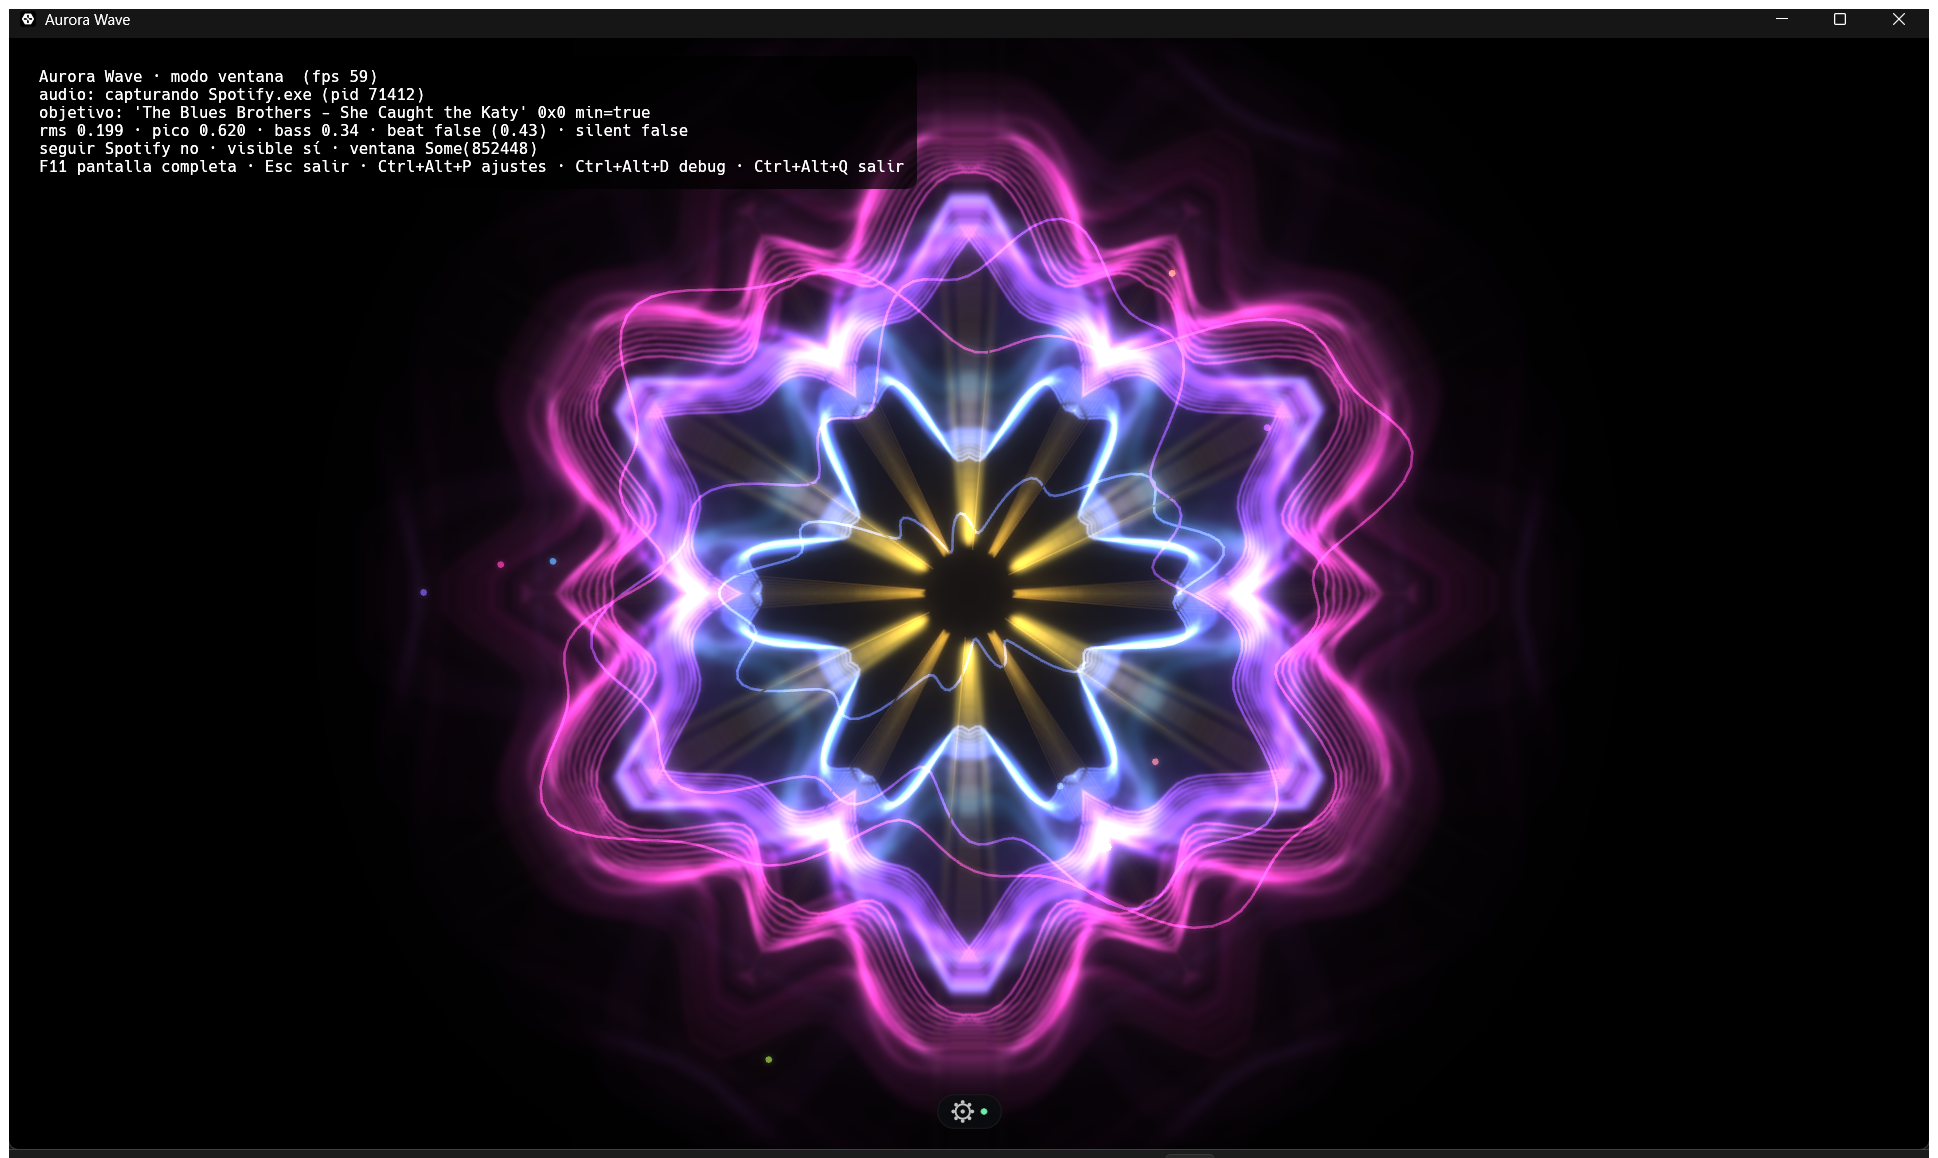 Aurora Wave
Aurora Wave · modo ventana  (fps 59)
audio: capturando Spotify.exe (pid 71412)
objetivo: 'The Blues Brothers - She Caught the Katy' 0x0 min=true
rms 0.199 · pico 0.620 · bass 0.34 · beat false (0.43) · silent false
seguir Spotify no · visible sí · ventana Some(852448)
F11 pantalla completa · Esc salir · Ctrl+Alt+P ajustes · Ctrl+Alt+D debug · Ctrl+Alt+Q salir